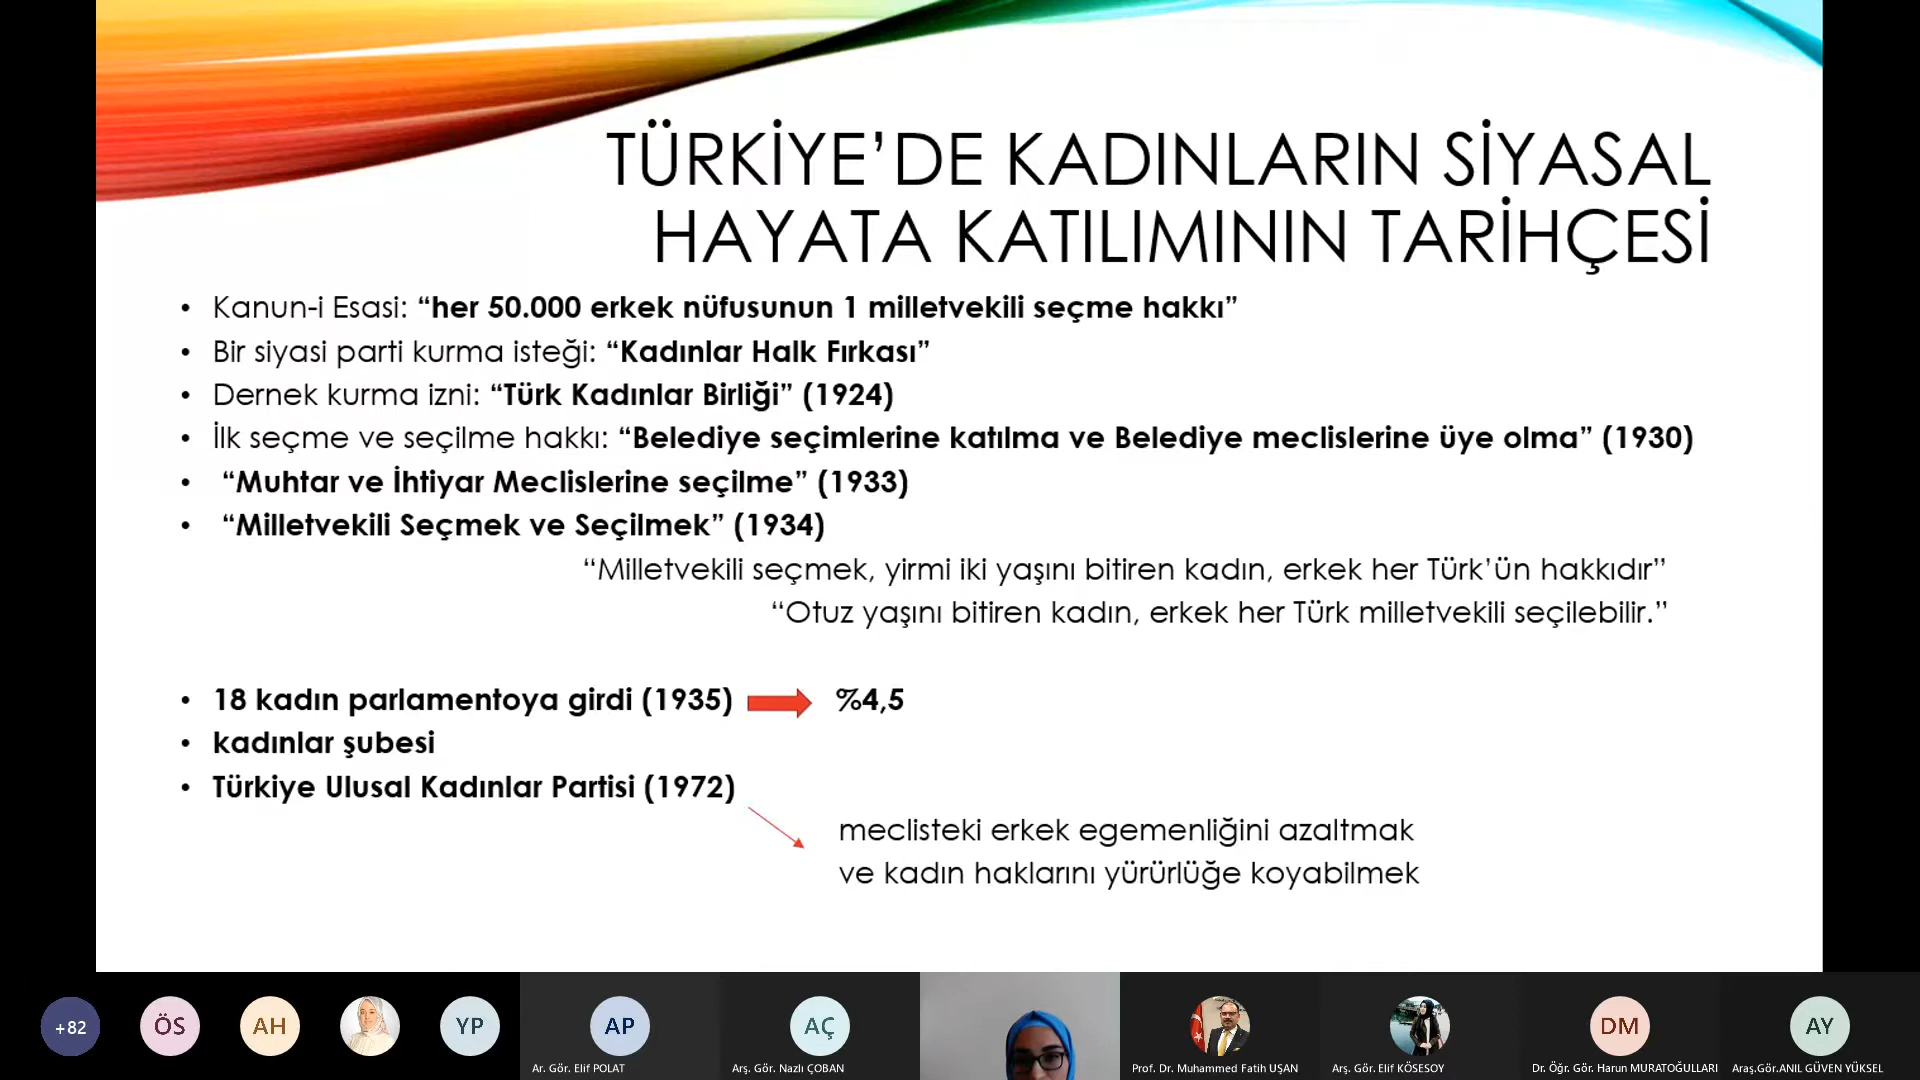 TÜRKİYE’DE KADINLARIN SİYASAL
HAYATA KATILIMININ TARİHÇESİ
• Kanun-i Esasi: “her 50.000 erkek nüfusunun 1 milletvekili seçme hakkı”
• Bir siyasi parti kurma isteği: “Kadınlar Halk Fırkası”
• Dernek kurma izni: “Türk Kadınlar Birliği” (1924)
• İlk seçme ve seçilme hakkı: “Belediye seçimlerine katılma ve Belediye meclislerine üye olma” (1930)
• “Muhtar ve İhtiyar Meclislerine seçilme” (1933)
• “Milletvekili Seçmek ve Seçilmek” (1934)
“Milletvekili seçmek, yirmi iki yaşını bitiren kadın, erkek her Türk’ün hakkıdır”
“Otuz yaşını bitiren kadın, erkek her Türk milletvekili seçilebilir.”
• 18 kadın parlamentoya girdi (1935) %4,5
• kadınlar şubesi
• Türkiye Ulusal Kadınlar Partisi (1972)
meclisteki erkek egemenliğini azaltmak
ve kadın haklarını yürürlüğe koyabilmek
+82 ÖS AH YP AP AÇ DM AY
Ar. Gör. Elif POLAT Arş. Gör. Nazlı ÇOBAN Prof. Dr. Muhammed Fatih UŞAN Arş. Gör. Elif KÖSESOY Dr. Öğr. Gör. Harun MURATOĞULLARI Araş.Gör.ANIL GÜVEN YÜKSEL